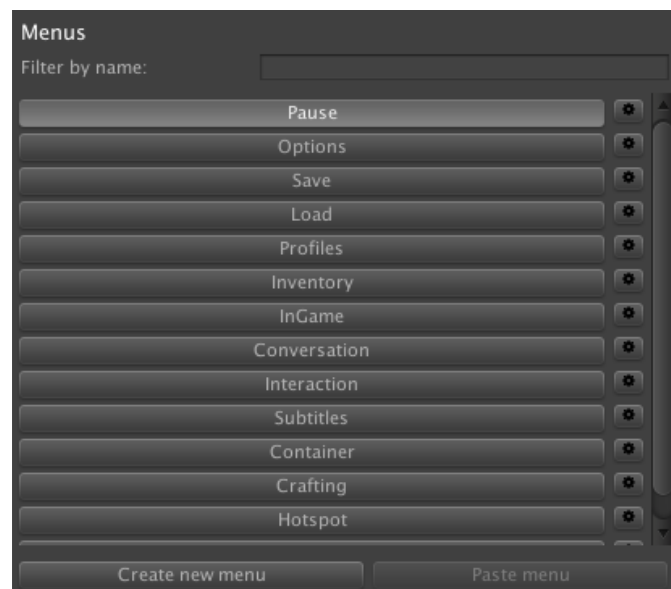 Menus
Filter by name:
Pause
Options
Save
Load
Profiles
Inventory
InGame
Conversation
Interaction
Subtitles
Container
Crafting
Hotspot
Create new menu Paste menu